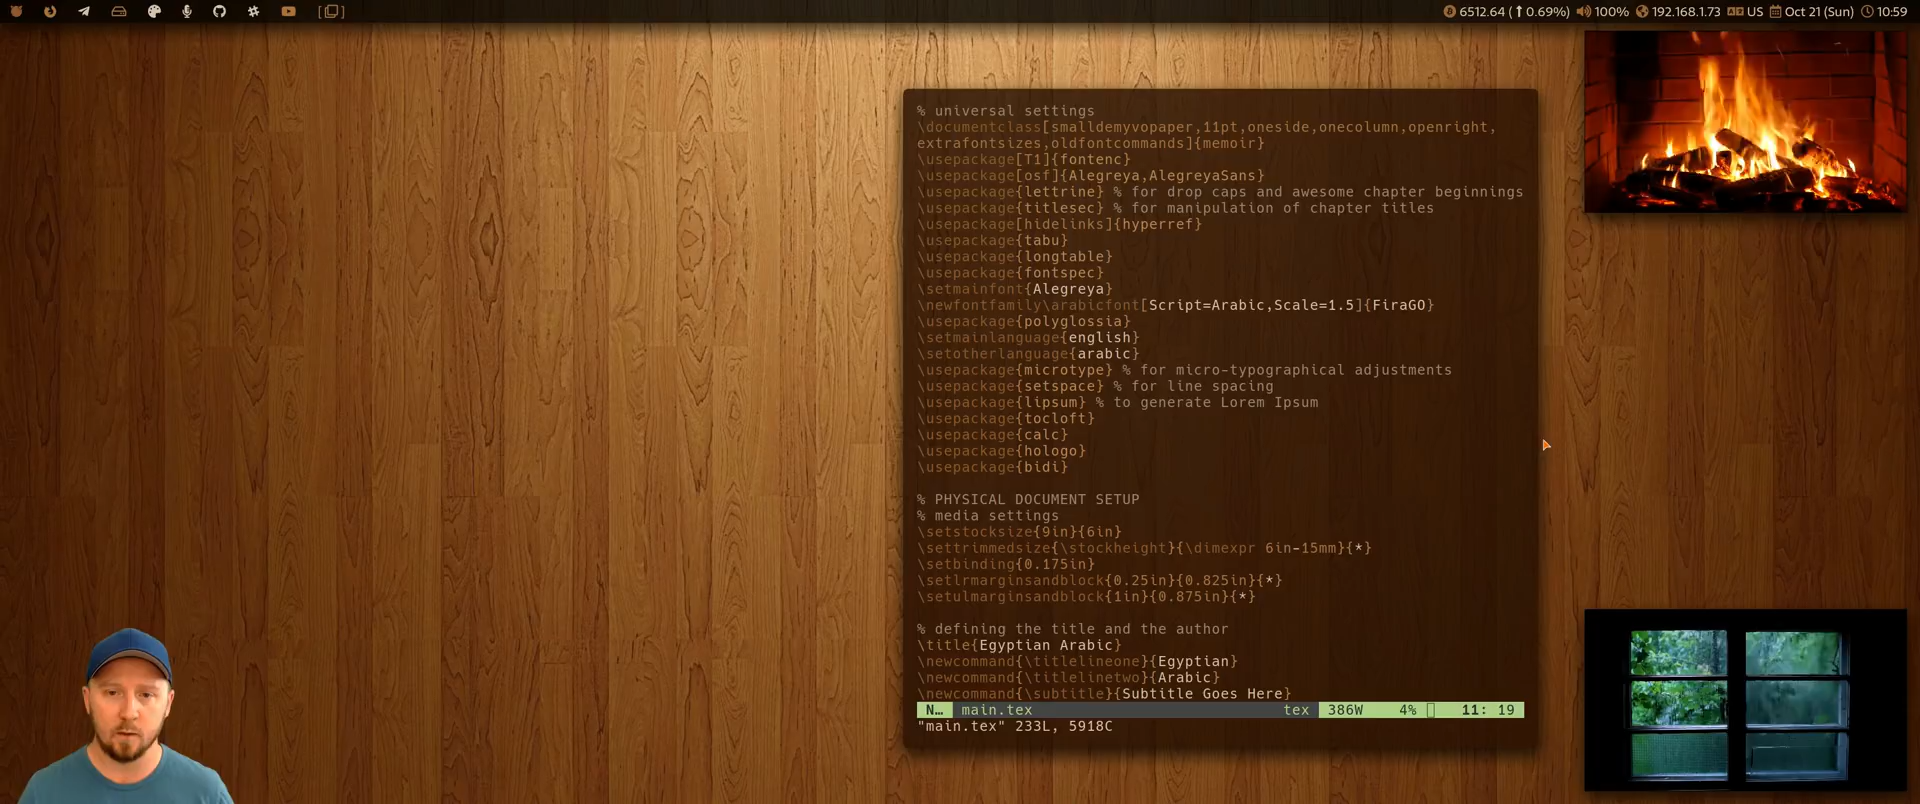 [ ]
6512.64 (⬆0.69%) 100% 192.168.1.73 US Oct 21 (Sun) 10:59
% universal settings
\documentclass[smalldemyvopaper,11pt,oneside,onecolumn,openright,
extrafontsizes,oldfontcommands]{memoir}
\usepackage[T1]{fontenc}
\usepackage[osf]{Alegreya,AlegreyaSans}
\usepackage{lettrine} % for drop caps and awesome chapter beginnings
\usepackage{titlesec} % for manipulation of chapter titles
\usepackage[hidelinks]{hyperref}
\usepackage{tabu}
\usepackage{longtable}
\usepackage{fontspec}
\setmainfont{Alegreya}
\newfontfamily\arabicfont[Script=Arabic,Scale=1.5]{FiraGO}
\usepackage{polyglossia}
\setmainlanguage{english}
\setotherlanguage{arabic}
\usepackage{microtype} % for micro-typographical adjustments
\usepackage{setspace} % for line spacing
\usepackage{lipsum} % to generate Lorem Ipsum
\usepackage{tocloft}
\usepackage{calc}
\usepackage{hologo}
\usepackage{bidi}
% PHYSICAL DOCUMENT SETUP
% media settings
\setstocksize{9in}{6in}
\settrimmedsize{\stockheight}{\dimexpr 6in-15mm}{*}
\setbinding{0.175in}
\setlrmarginsandblock{0.25in}{0.825in}{*}
\setulmarginsandblock{1in}{0.875in}{*}
% defining the title and the author
\title{Egyptian Arabic}
\newcommand{\titlelineone}{Egyptian}
\newcommand{\titlelinetwo}{Arabic}
\newcommand{\subtitle}{Subtitle Goes Here}
N… main.tex tex 386W 4% 11: 19
"main.tex" 233L, 5918C